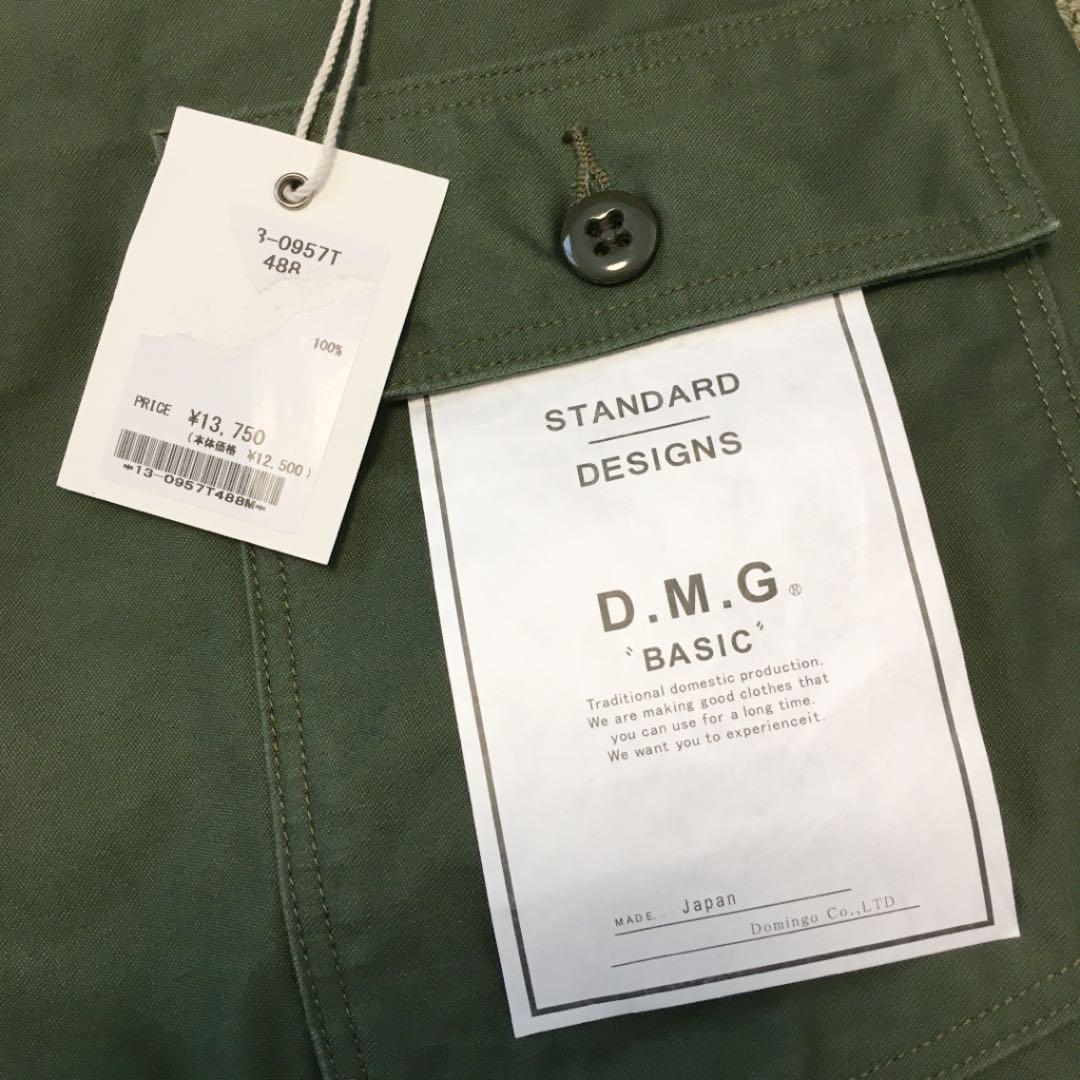 3-0957T
488
100%
PRICE ¥13,750
(本体価格 ¥12,500)
*13-0957T488M*
STANDARD
DESIGNS
D.M.G®
"BASIC"
Traditional domestic production.
We are making good clothes that
you can use for a long time.
We want you to experienceit.
MADE... Japan
Domingo Co.,LTD